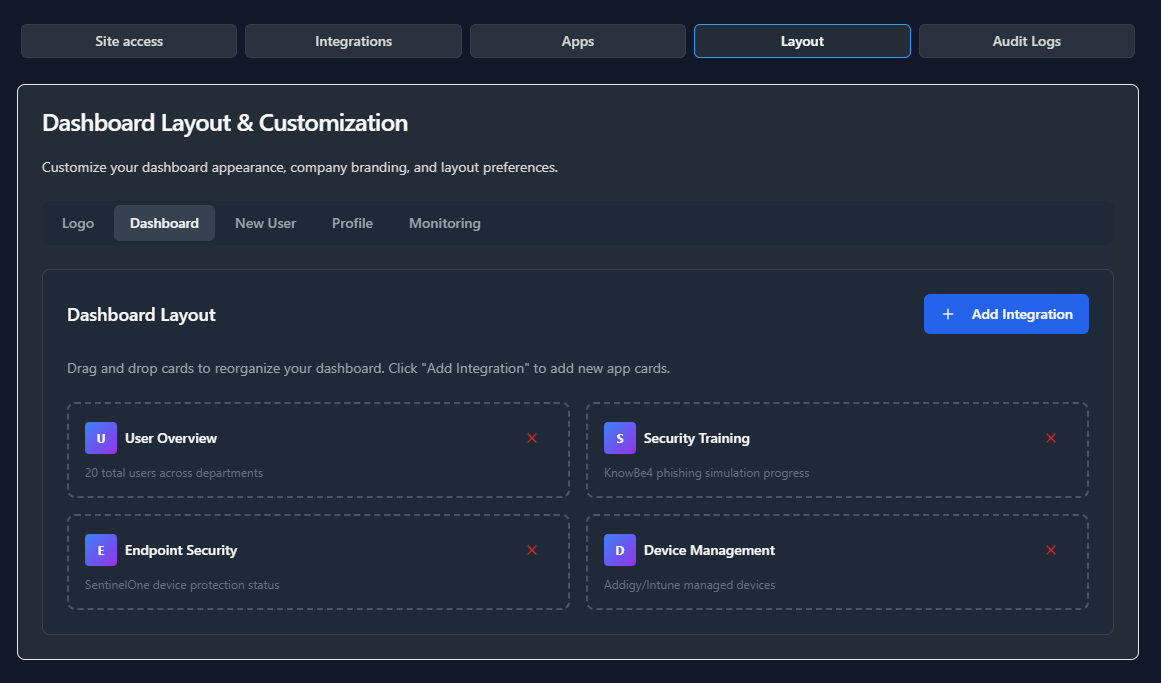 Site access
Integrations
Apps
Layout
Audit Logs
Dashboard Layout & Customization
Customize your dashboard appearance, company branding, and layout preferences.
Logo
Dashboard
New User
Profile
Monitoring
Dashboard Layout
+ Add Integration
Drag and drop cards to reorganize your dashboard. Click "Add Integration" to add new app cards.
U User Overview
20 total users across departments
S Security Training
KnowBe4 phishing simulation progress
E Endpoint Security
SentinelOne device protection status
D Device Management
Addigy/Intune managed devices